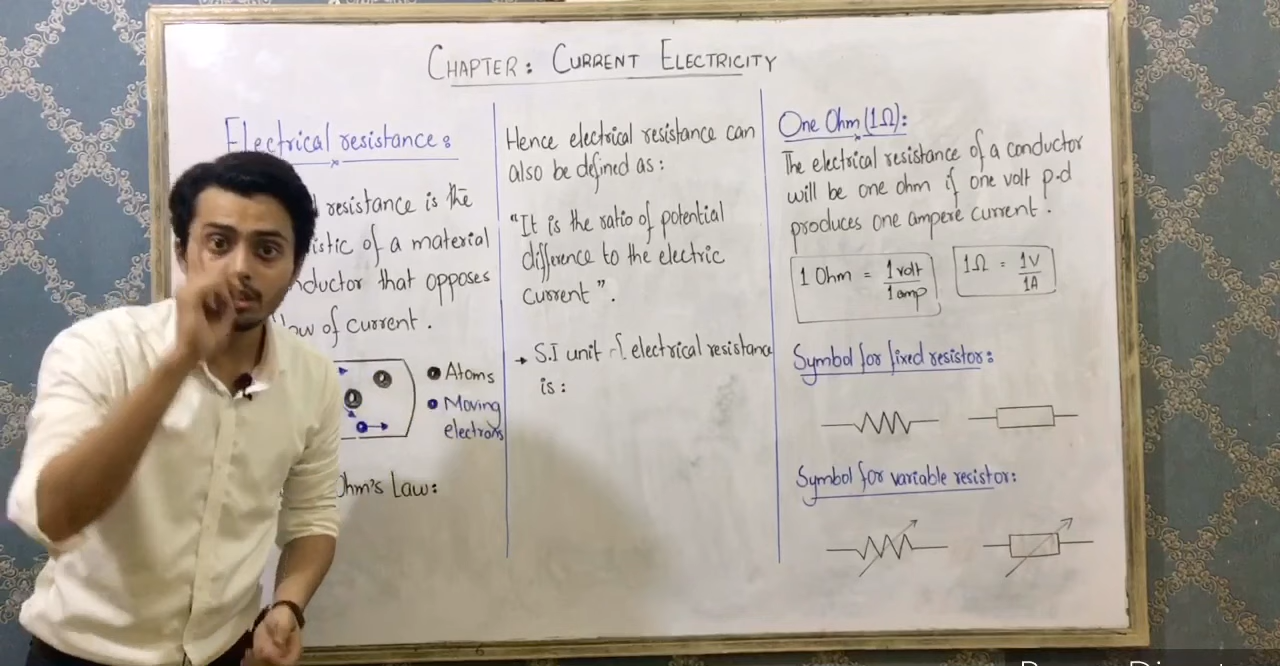 CHAPTER: CURRENT ELECTRICITY
Electrical resistance:
resistance is the
of a material
that opposes
of current.
Atoms
Moving
electrons
Ohm's Law:
Hence electrical resistance can
also be defined as:
"It is the ratio of potential
difference to the electric
current".
→ S.I unit of electrical resistance
is:
One Ohm (1Ω):
The electrical resistance of a conductor
will be one ohm if one volt p.d
produces one ampere current.
1 Ohm = 1 volt / 1 amp
1Ω = 1V / 1A
Symbol for fixed resistor:
Symbol for variable resistor: